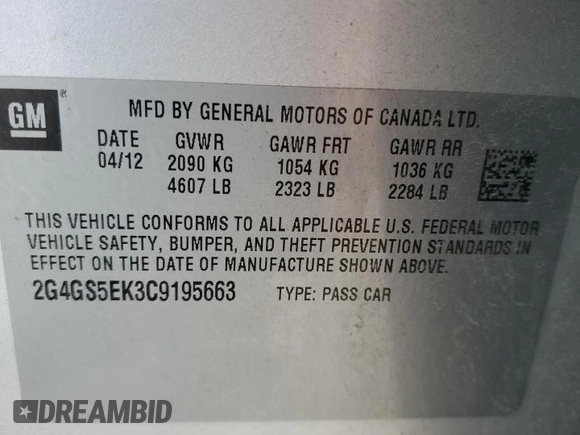 GM ®
MFD BY GENERAL MOTORS OF CANADA LTD.
DATE GVWR GAWR FRT GAWR RR
04/12 2090 KG 1054 KG 1036 KG
4607 LB 2323 LB 2284 LB
THIS VEHICLE CONFORMS TO ALL APPLICABLE U.S. FEDERAL MOTOR
VEHICLE SAFETY, BUMPER, AND THEFT PREVENTION STANDARDS IN
EFFECT ON THE DATE OF MANUFACTURE SHOWN ABOVE.
2G4GS5EK3C9195663 TYPE: PASS CAR
DREAMBID